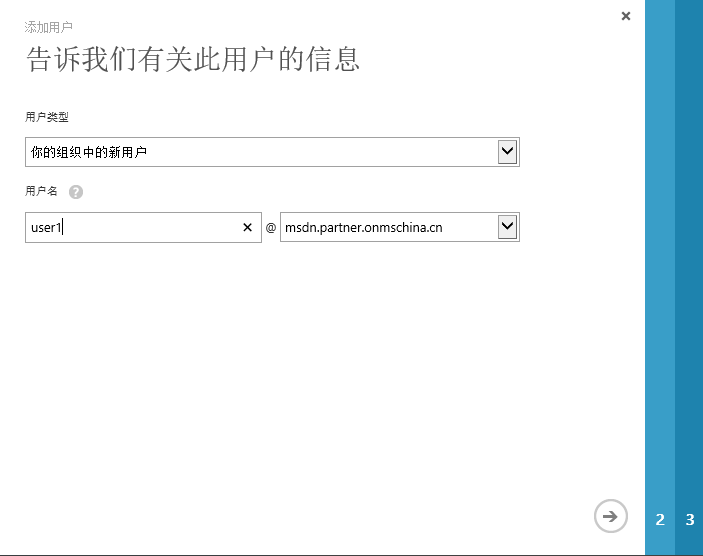 添加用户
告诉我们有关此用户的信息
用户类型
你的组织中的新用户
用户名 ?
user1 @ msdn.partner.onmschina.cn
2 3